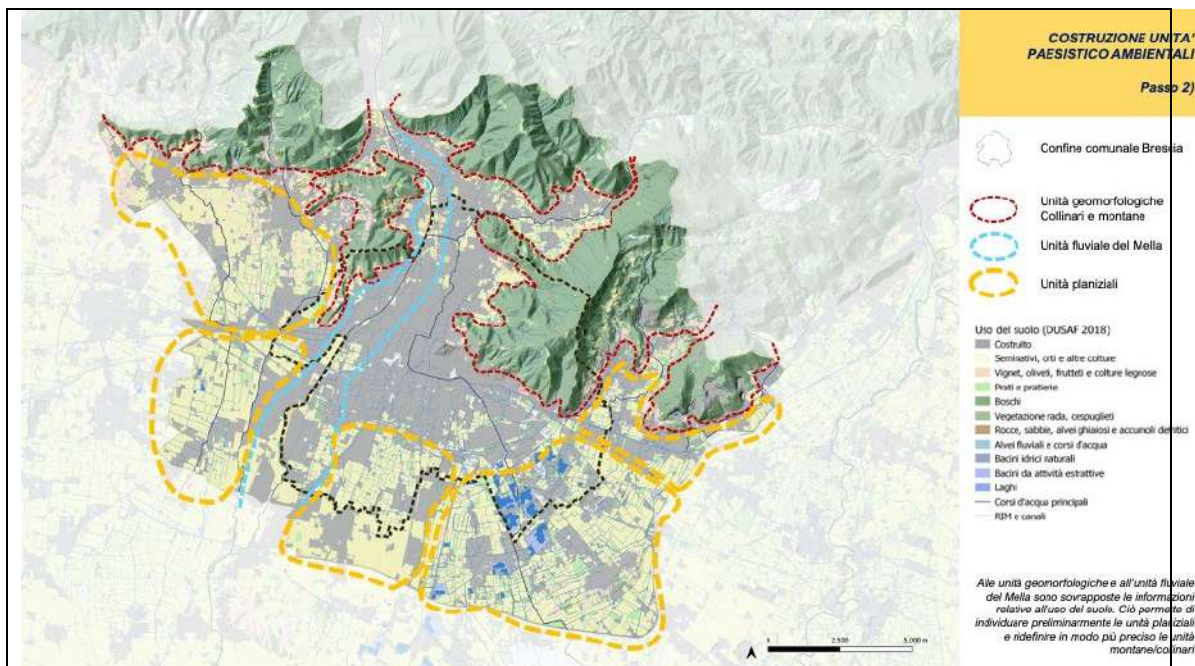 COSTRUZIONE UNITA'
PAESISTICO AMBIENTALI
Passo 2)
Confine comunale Brescia
Unità geomorfologiche
Collinari e montane
Unità fluviale del Mella
Unità planiziali
Uso del suolo (DUSAF 2018)
Costruito
Seminativi, orti e altre colture
Vignet, oliveti, frutteti e colture legnose
Prati e praterie
Boschi
Vegetazione rada, cespuglieti
Rocce, sabbie, alvei ghiaiosi e accumoli detritici
Alvei fluviali e corsi d'acqua
Bacini idrici naturali
Bacini da attività estrattive
Laghi
Corsi d'acqua principali
RIM e canali
Alle unità geomorfologiche e all'unità fluviale
del Mella sono sovrapposte le informazioni
relative all'uso del suolo. Ciò permette di
individuare preliminarmente le unità planiziali
e ridefinire in modo più preciso le unità
montane/collinari
2.500
5.000 m